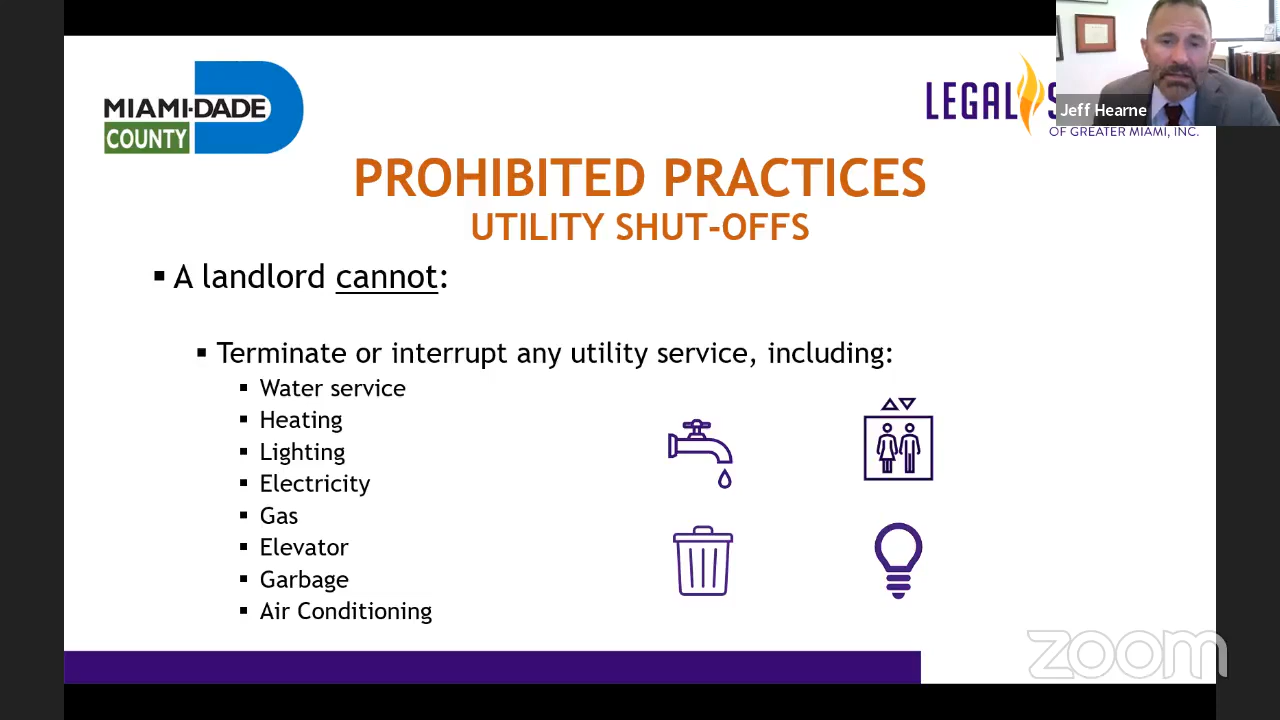 MIAMI-DADE
COUNTY
LEGAL S
OF GREATER MIAMI, INC.
Jeff Hearne
PROHIBITED PRACTICES
UTILITY SHUT-OFFS
▪ A landlord cannot:
▪ Terminate or interrupt any utility service, including:
▪ Water service
▪ Heating
▪ Lighting
▪ Electricity
▪ Gas
▪ Elevator
▪ Garbage
▪ Air Conditioning
zoom